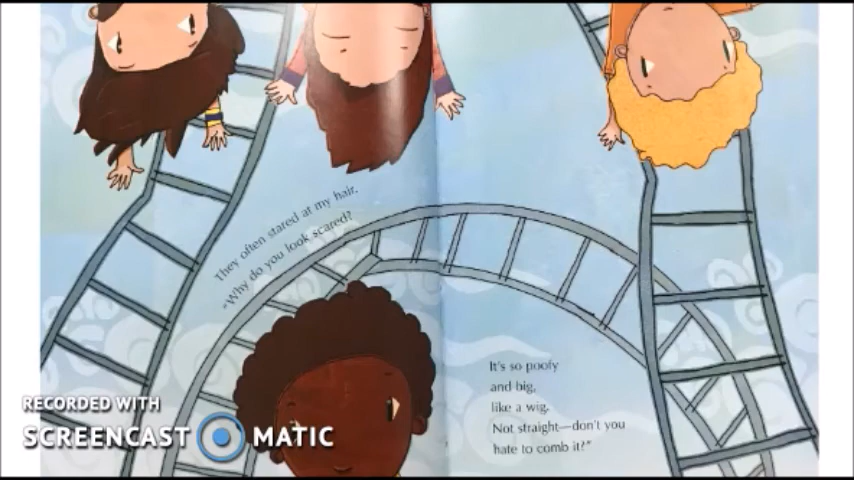 They often stared at my hair.
"Why do you look scared?
It's so poofy
and big,
like a wig.
Not straight—don't you
hate to comb it?"
RECORDED WITH
SCREENCAST MATIC